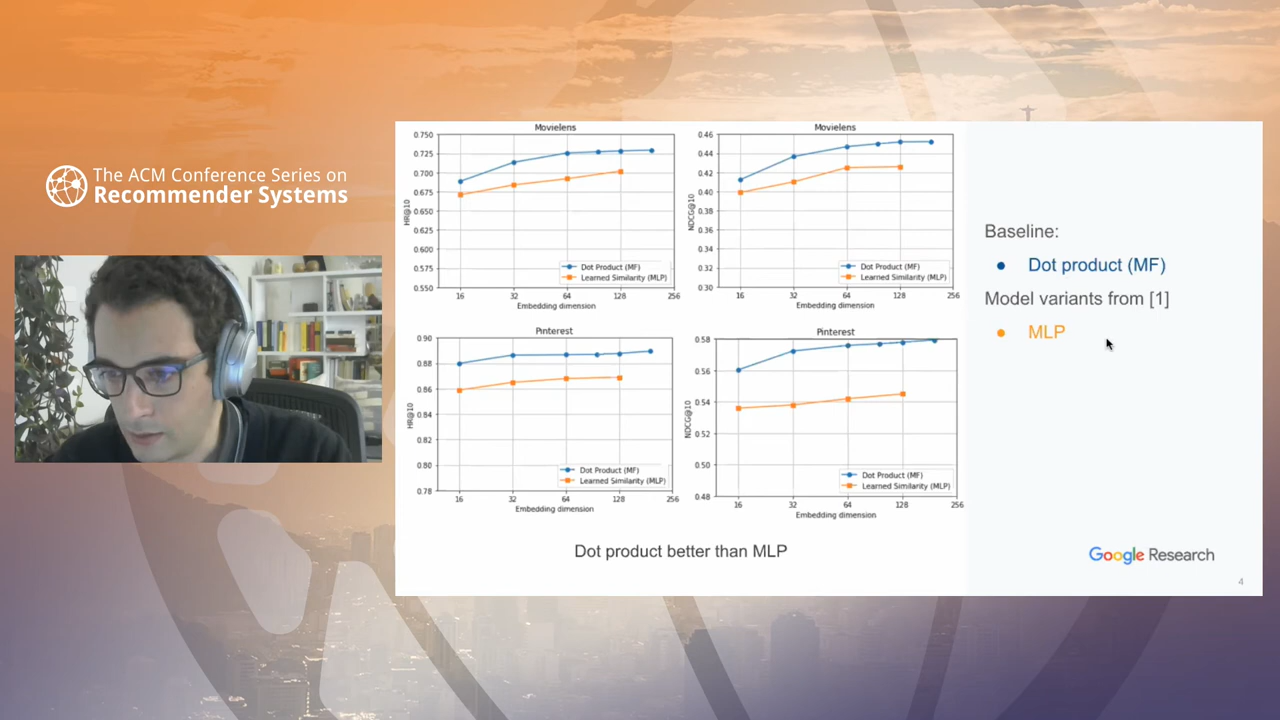 The ACM Conference Series on
Recommender Systems
Movielens
0.750
0.725
0.700
0.675
0.650
0.625
0.600
0.575
0.550
HR@10
16 32 64 128 256
Embedding dimension
Dot Product (MF)
Learned Similarity (MLP)
Movielens
0.46
0.44
0.42
0.40
0.38
0.36
0.34
0.32
0.30
NDCG@10
16 32 64 128 256
Embedding dimension
Dot Product (MF)
Learned Similarity (MLP)
Pinterest
0.90
0.88
0.86
0.84
0.82
0.80
0.78
HR@10
16 32 64 128 256
Embedding dimension
Dot Product (MF)
Learned Similarity (MLP)
Pinterest
0.58
0.56
0.54
0.52
0.50
0.48
NDCG@10
16 32 64 128 256
Embedding dimension
Dot Product (MF)
Learned Similarity (MLP)
Dot product better than MLP
Baseline:
Dot product (MF)
Model variants from [1]
MLP
Google Research
4